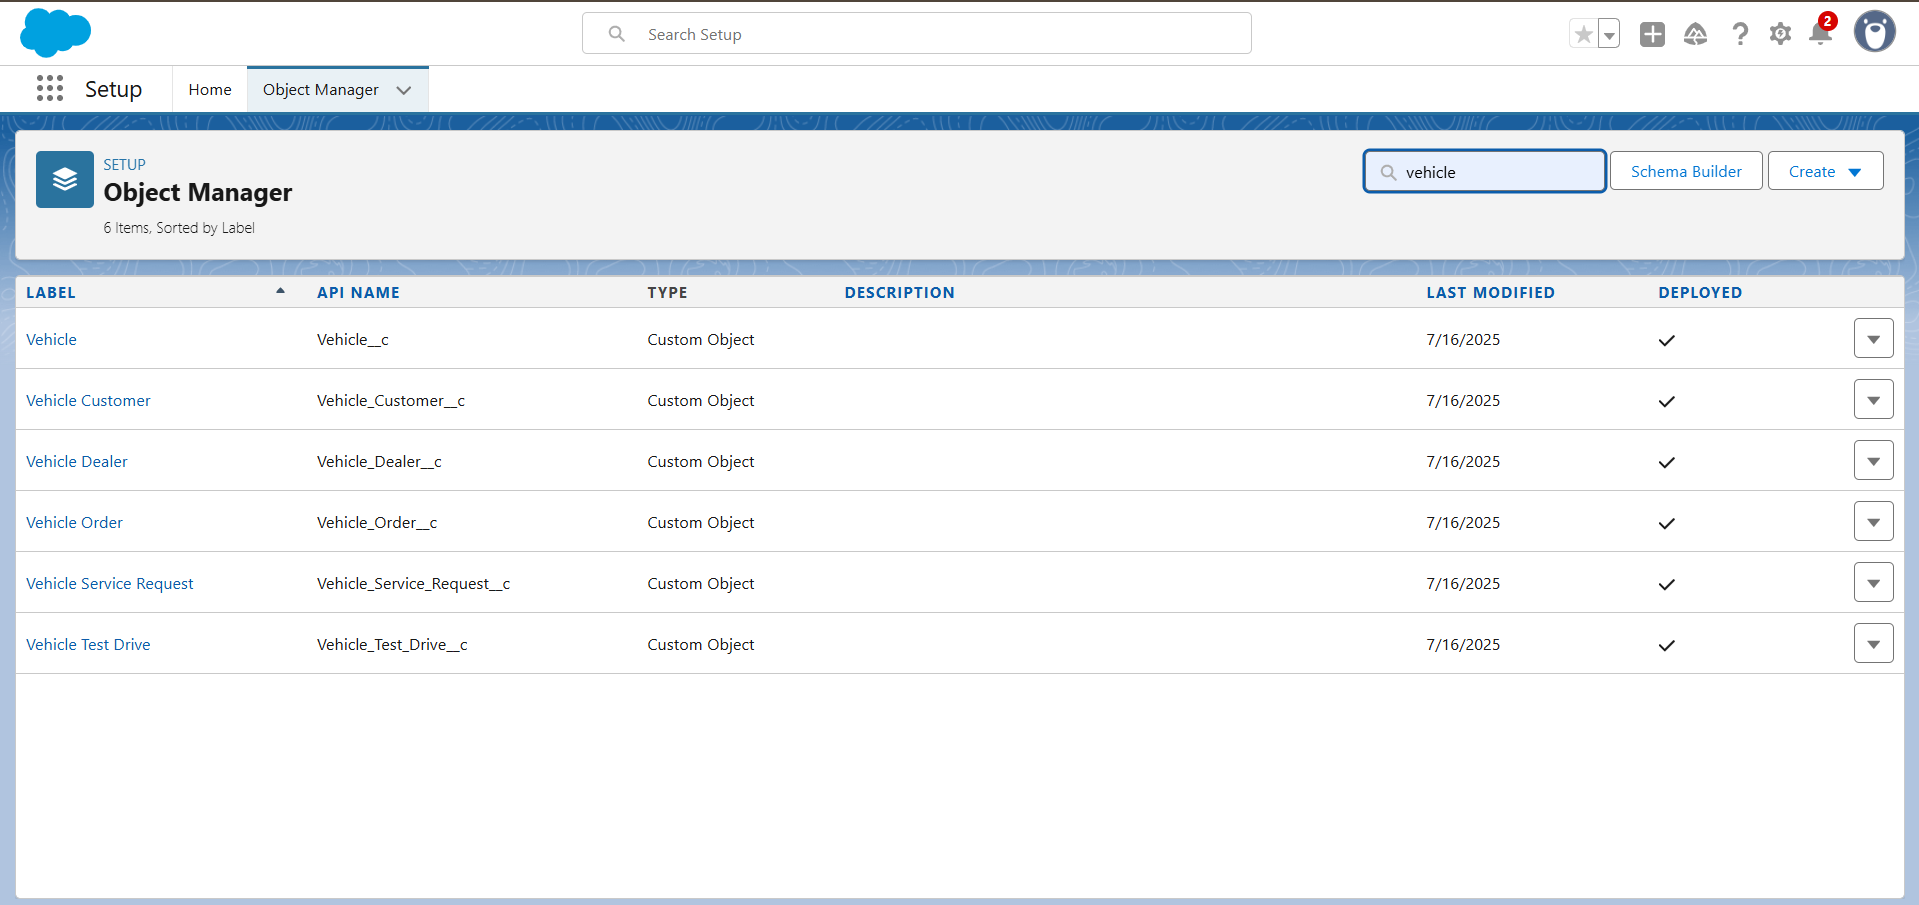 Search Setup
2
Setup
Home
Object Manager
SETUP
Object Manager
6 Items, Sorted by Label
vehicle
Schema Builder
Create
LABEL API NAME TYPE DESCRIPTION LAST MODIFIED DEPLOYED
Vehicle Vehicle__c Custom Object 7/16/2025
Vehicle Customer Vehicle_Customer__c Custom Object 7/16/2025
Vehicle Dealer Vehicle_Dealer__c Custom Object 7/16/2025
Vehicle Order Vehicle_Order__c Custom Object 7/16/2025
Vehicle Service Request Vehicle_Service_Request__c Custom Object 7/16/2025
Vehicle Test Drive Vehicle_Test_Drive__c Custom Object 7/16/2025